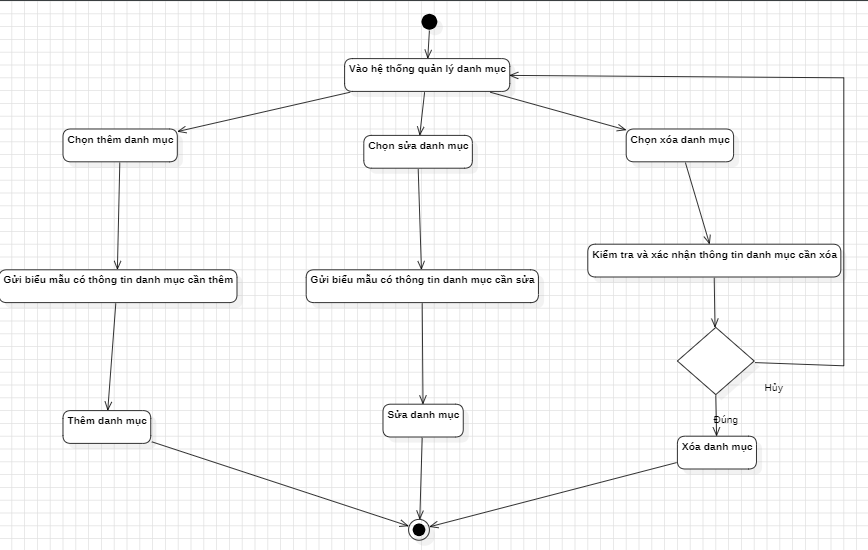 Vào hệ thống quản lý danh mục
Chọn thêm danh mục
Chọn sửa danh mục
Chọn xóa danh mục
Kiểm tra và xác nhận thông tin danh mục cần xóa
Gửi biểu mẫu có thông tin danh mục cần thêm
Gửi biểu mẫu có thông tin danh mục cần sửa
Hủy
Đúng
Thêm danh mục
Sửa danh mục
Xóa danh mục